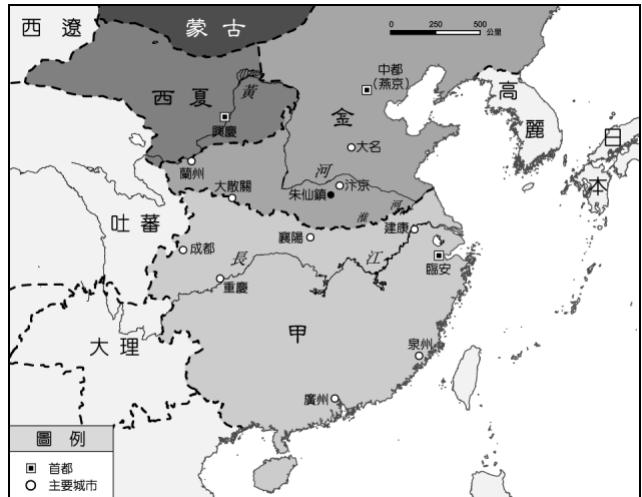 西遼
蒙古
0 250 500
公里
中都
(燕京)
西夏
黃
高
麗
金
興慶
大名
日
本
蘭州
河
汴京
朱仙鎮
大散關
淮
河
吐蕃
襄陽
建康
成都
長
江
臨安
重慶
甲
大理
泉州
廣州
圖例
首都
主要城市